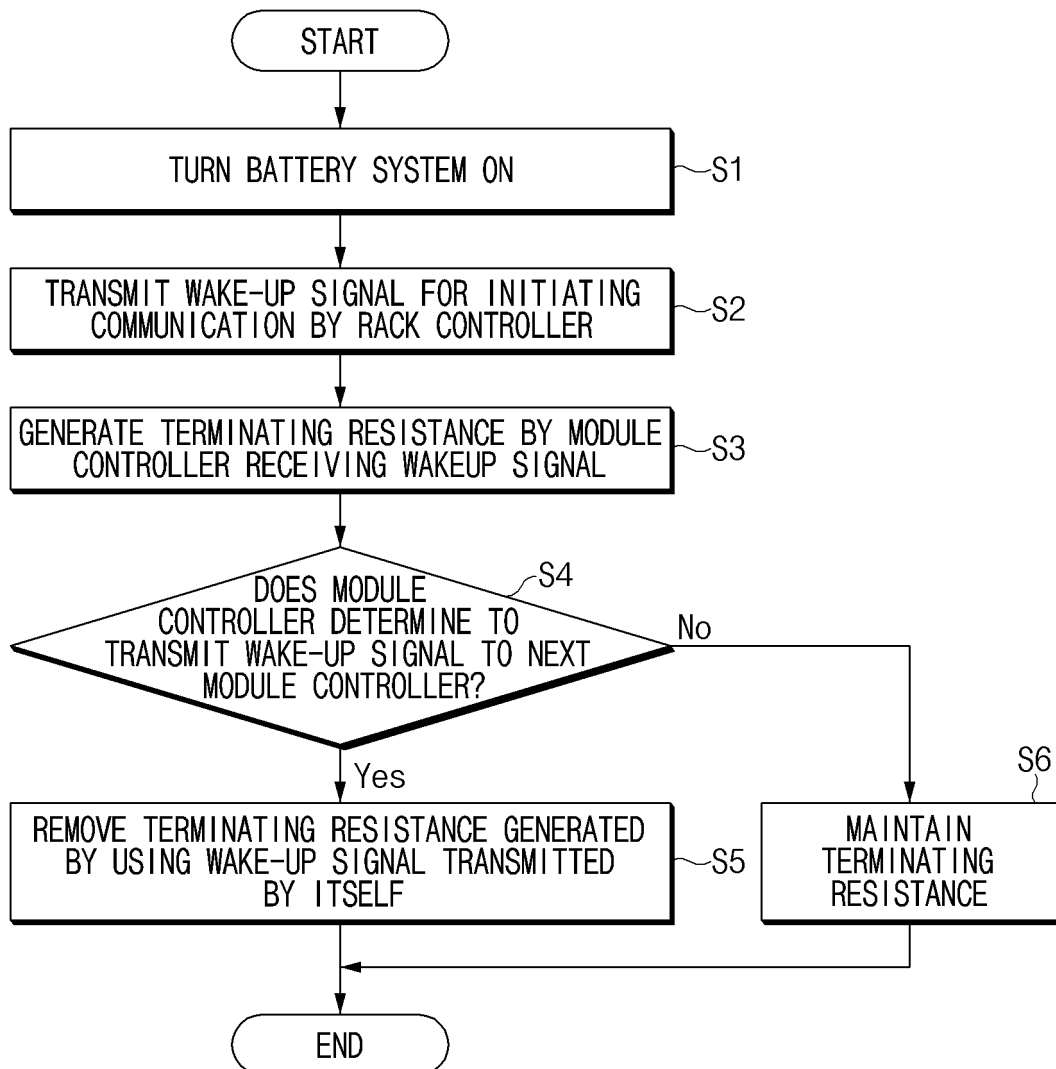 START
TURN BATTERY SYSTEM ON
S1
TRANSMIT WAKE-UP SIGNAL FOR INITIATING
COMMUNICATION BY RACK CONTROLLER
S2
GENERATE TERMINATING RESISTANCE BY MODULE
CONTROLLER RECEIVING WAKEUP SIGNAL
S3
S4
DOES MODULE
CONTROLLER DETERMINE TO
TRANSMIT WAKE-UP SIGNAL TO NEXT
MODULE CONTROLLER?
No
Yes
REMOVE TERMINATING RESISTANCE GENERATED
BY USING WAKE-UP SIGNAL TRANSMITTED
BY ITSELF
S5
S6
MAINTAIN
TERMINATING
RESISTANCE
END